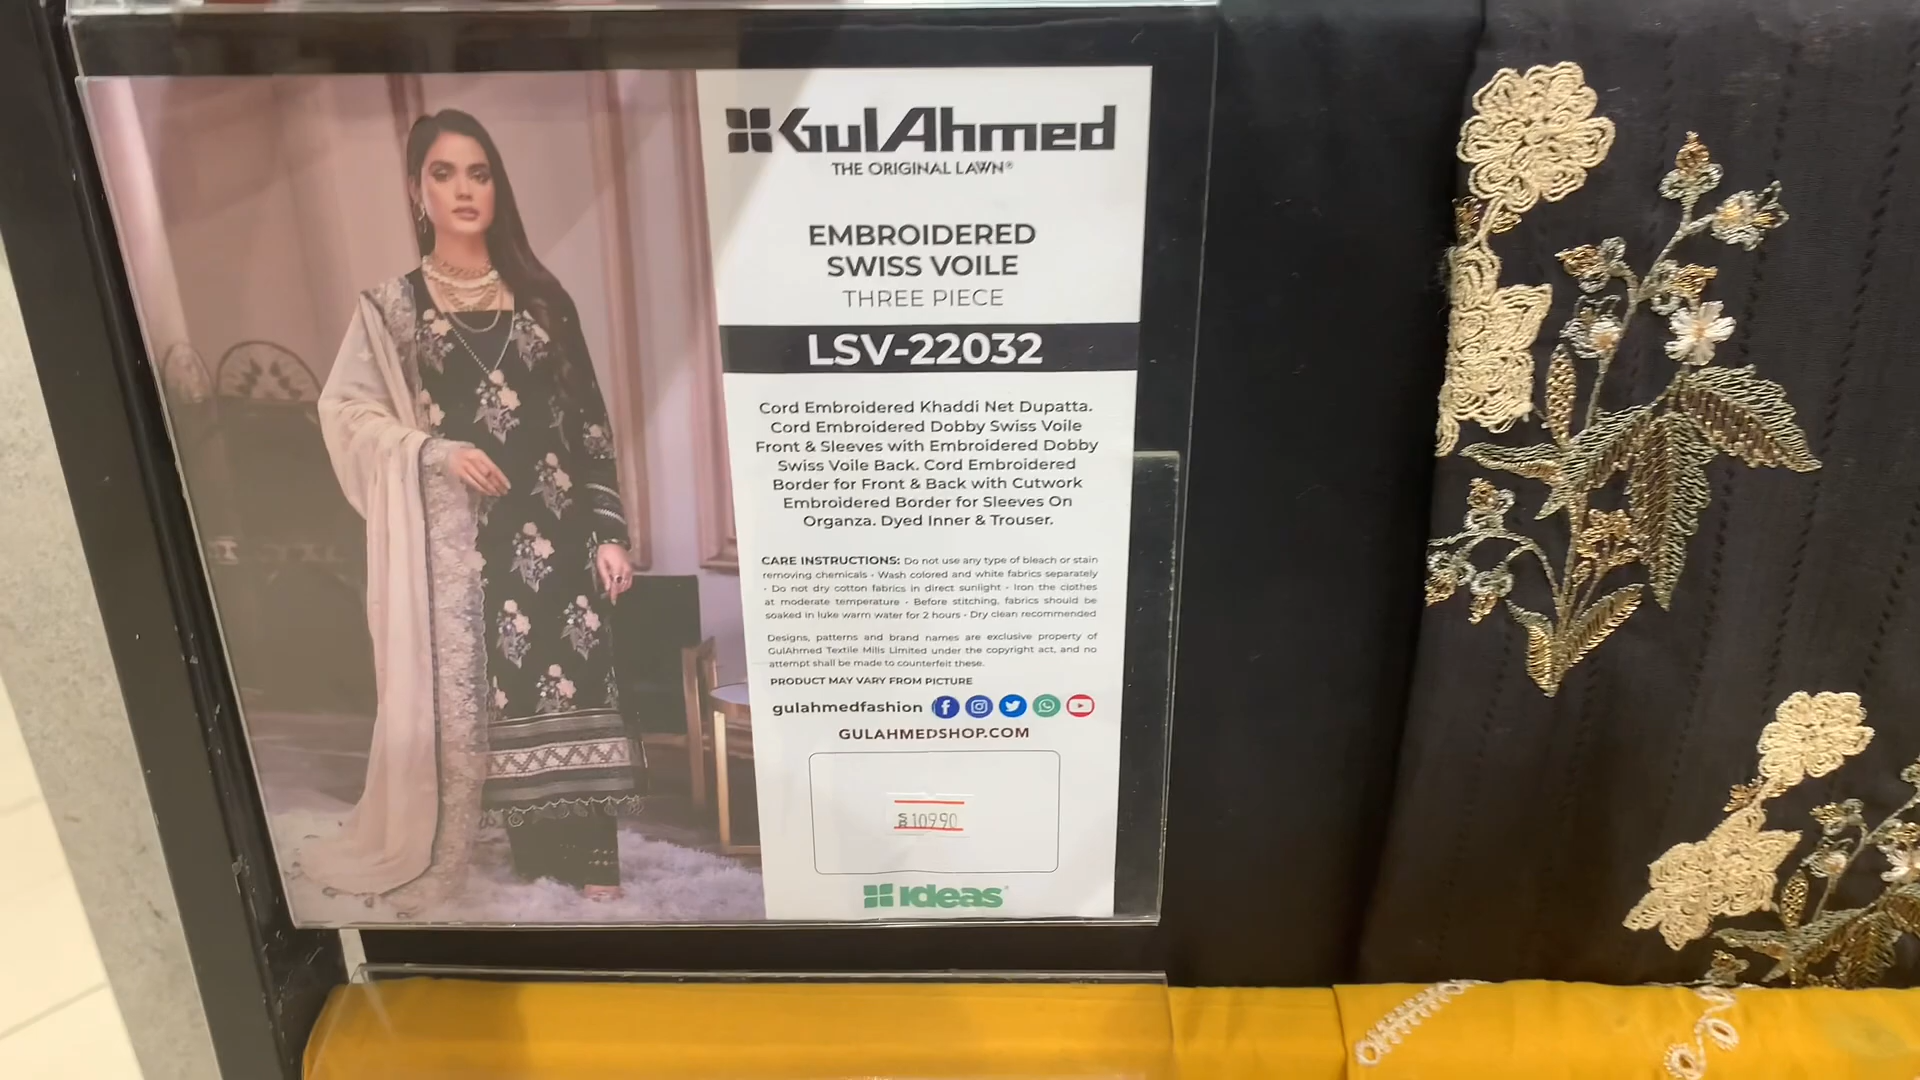 GulAhmed
THE ORIGINAL LAWN®
EMBROIDERED
SWISS VOILE
THREE PIECE
LSV-22032
Cord Embroidered Khaddi Net Dupatta.
Cord Embroidered Dobby Swiss Voile
Front & Sleeves with Embroidered Dobby
Swiss Voile Back. Cord Embroidered
Border for Front & Back with Cutwork
Embroidered Border for Sleeves On
Organza. Dyed Inner & Trouser.
CARE INSTRUCTIONS: Do not use any type of bleach or stain
removing chemicals • Wash colored and white fabrics separately
• Do not dry cotton fabrics in direct sunlight • Iron the clothes
at moderate temperature • Before stitching, fabrics should be
soaked in luke warm water for 2 hours • Dry clean recommended
Designs, patterns and brand names are exclusive property of
GulAhmed Textile Mills Limited under the copyright act, and no
attempt shall be made to counterfeit these.
PRODUCT MAY VARY FROM PICTURE
gulahmedfashion
GULAHMEDSHOP.COM
10990
Ideas